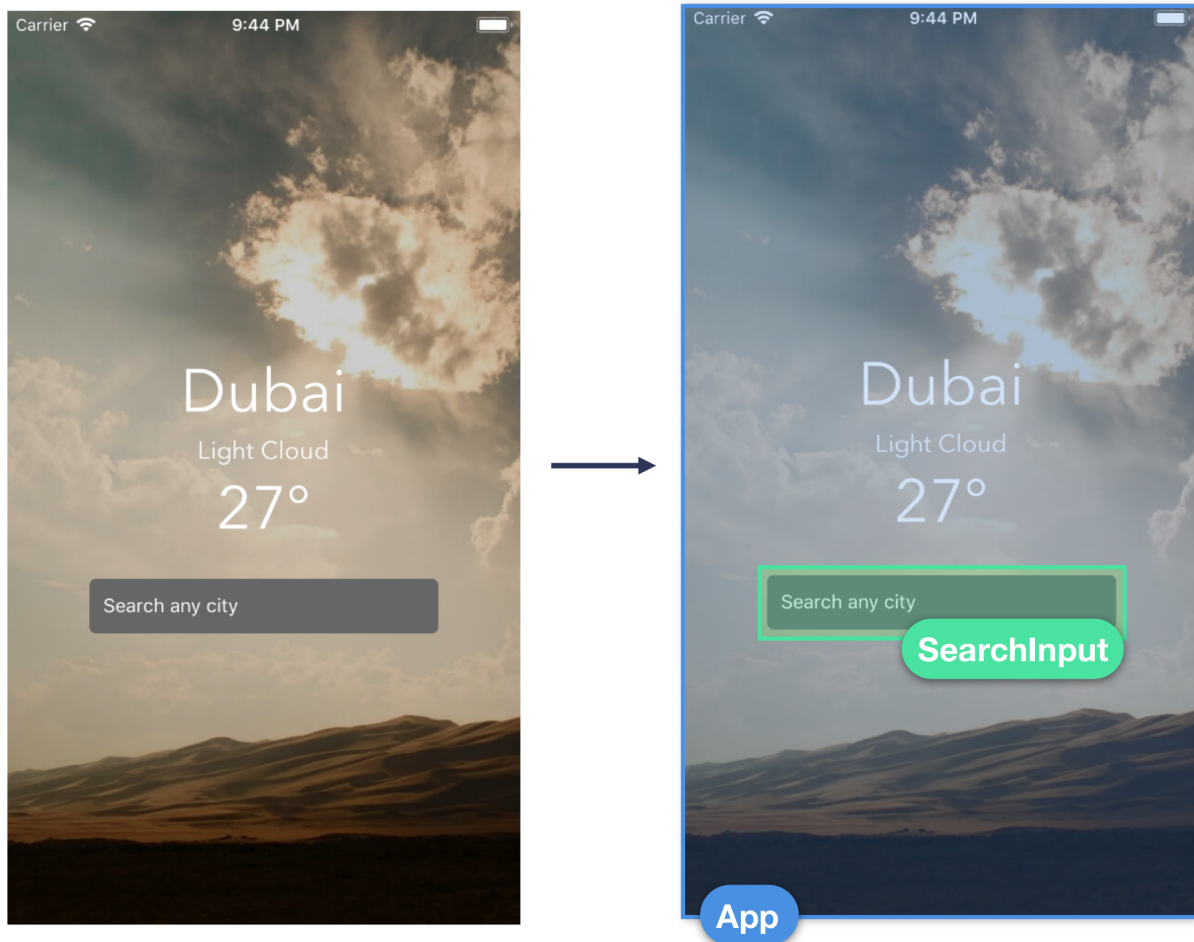 Carrier
9:44 PM
Dubai
Light Cloud
27°
Search any city
Carrier
9:44 PM
Dubai
Light Cloud
27°
Search any city
SearchInput
App